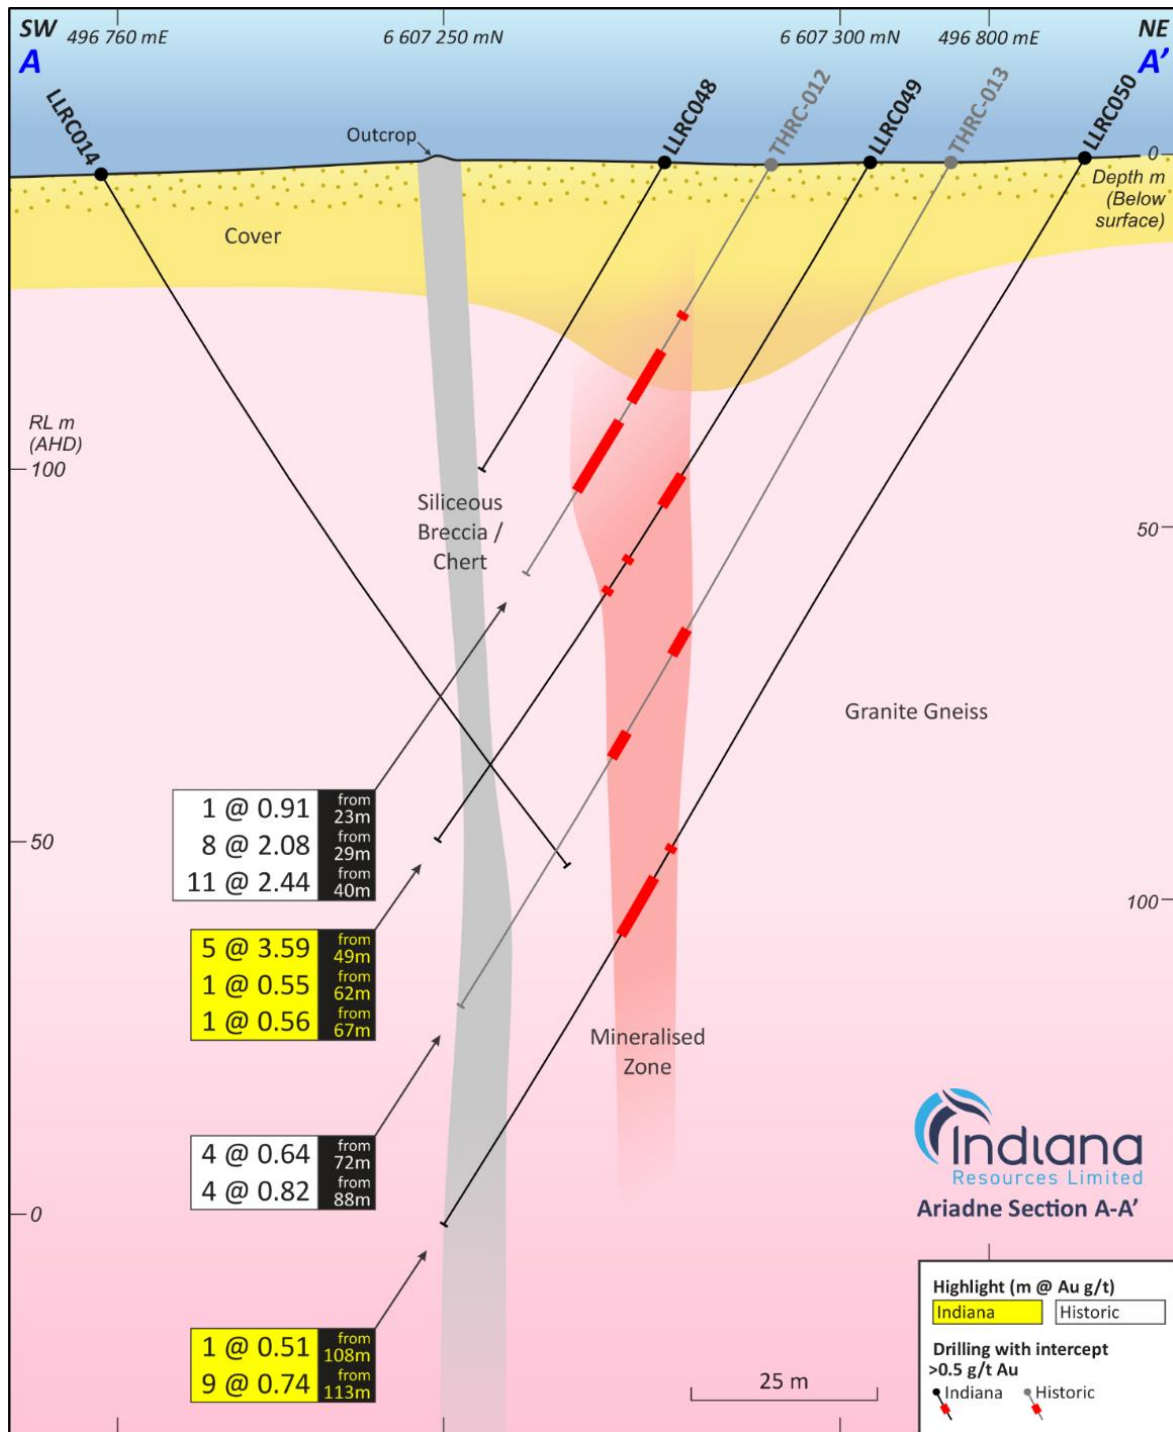 SW
496 760 mE
6 607 250 mN
6 607 300 mN
496 800 mE
NE
A
A'
LLRC014
Outcrop
LLRC048
THRC-012
LLRC049
THRC-013
LLRC050
0
Depth m
(Below
surface)
Cover
RL m
(AHD)
100
Siliceous
Breccia /
Chert
50
Granite Gneiss
1 @ 0.91 from 23m
8 @ 2.08 from 29m
11 @ 2.44 from 40m
50
100
5 @ 3.59 from 49m
1 @ 0.55 from 62m
1 @ 0.56 from 67m
Mineralised
Zone
4 @ 0.64 from 72m
4 @ 0.82 from 88m
Indiana
Resources Limited
Ariadne Section A-A'
0
1 @ 0.51 from 108m
9 @ 0.74 from 113m
25 m
Highlight (m @ Au g/t)
Indiana
Historic
Drilling with intercept
>0.5 g/t Au
Indiana
Historic